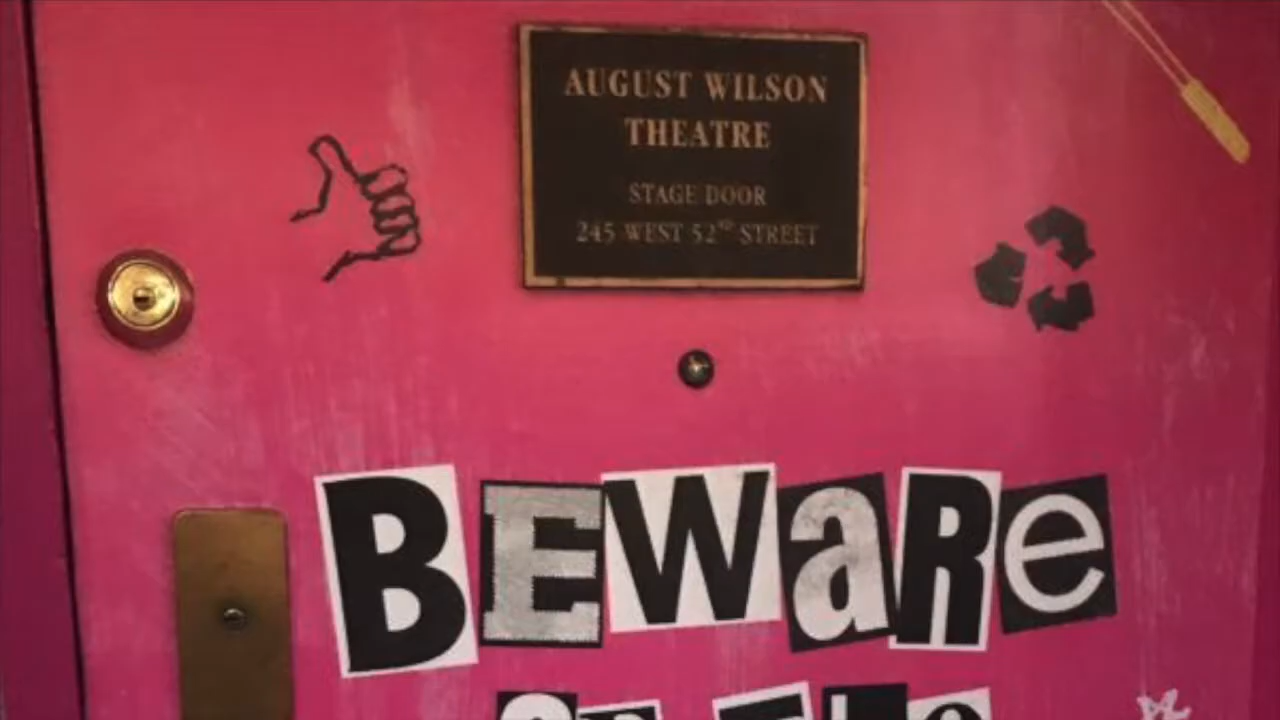 AUGUST WILSON
THEATRE
STAGE DOOR
245 WEST 52ND STREET
BEWaRe